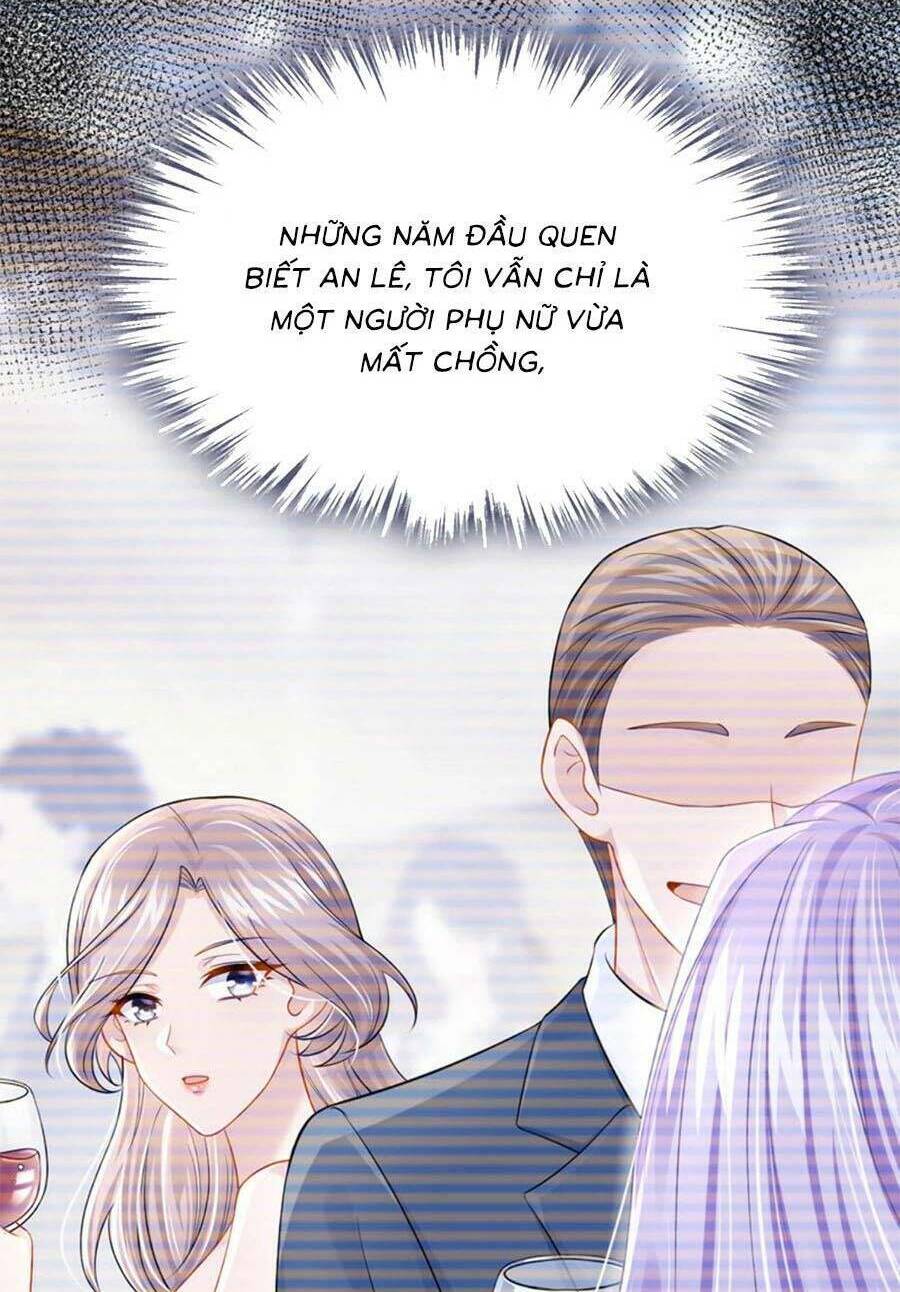 NHỮNG NĂM ĐẦU QUEN
BIẾT AN LÊ, TÔI VẪN CHỈ LÀ
MỘT NGƯỜI PHỤ NỮ VỪA
MẤT CHỒNG,